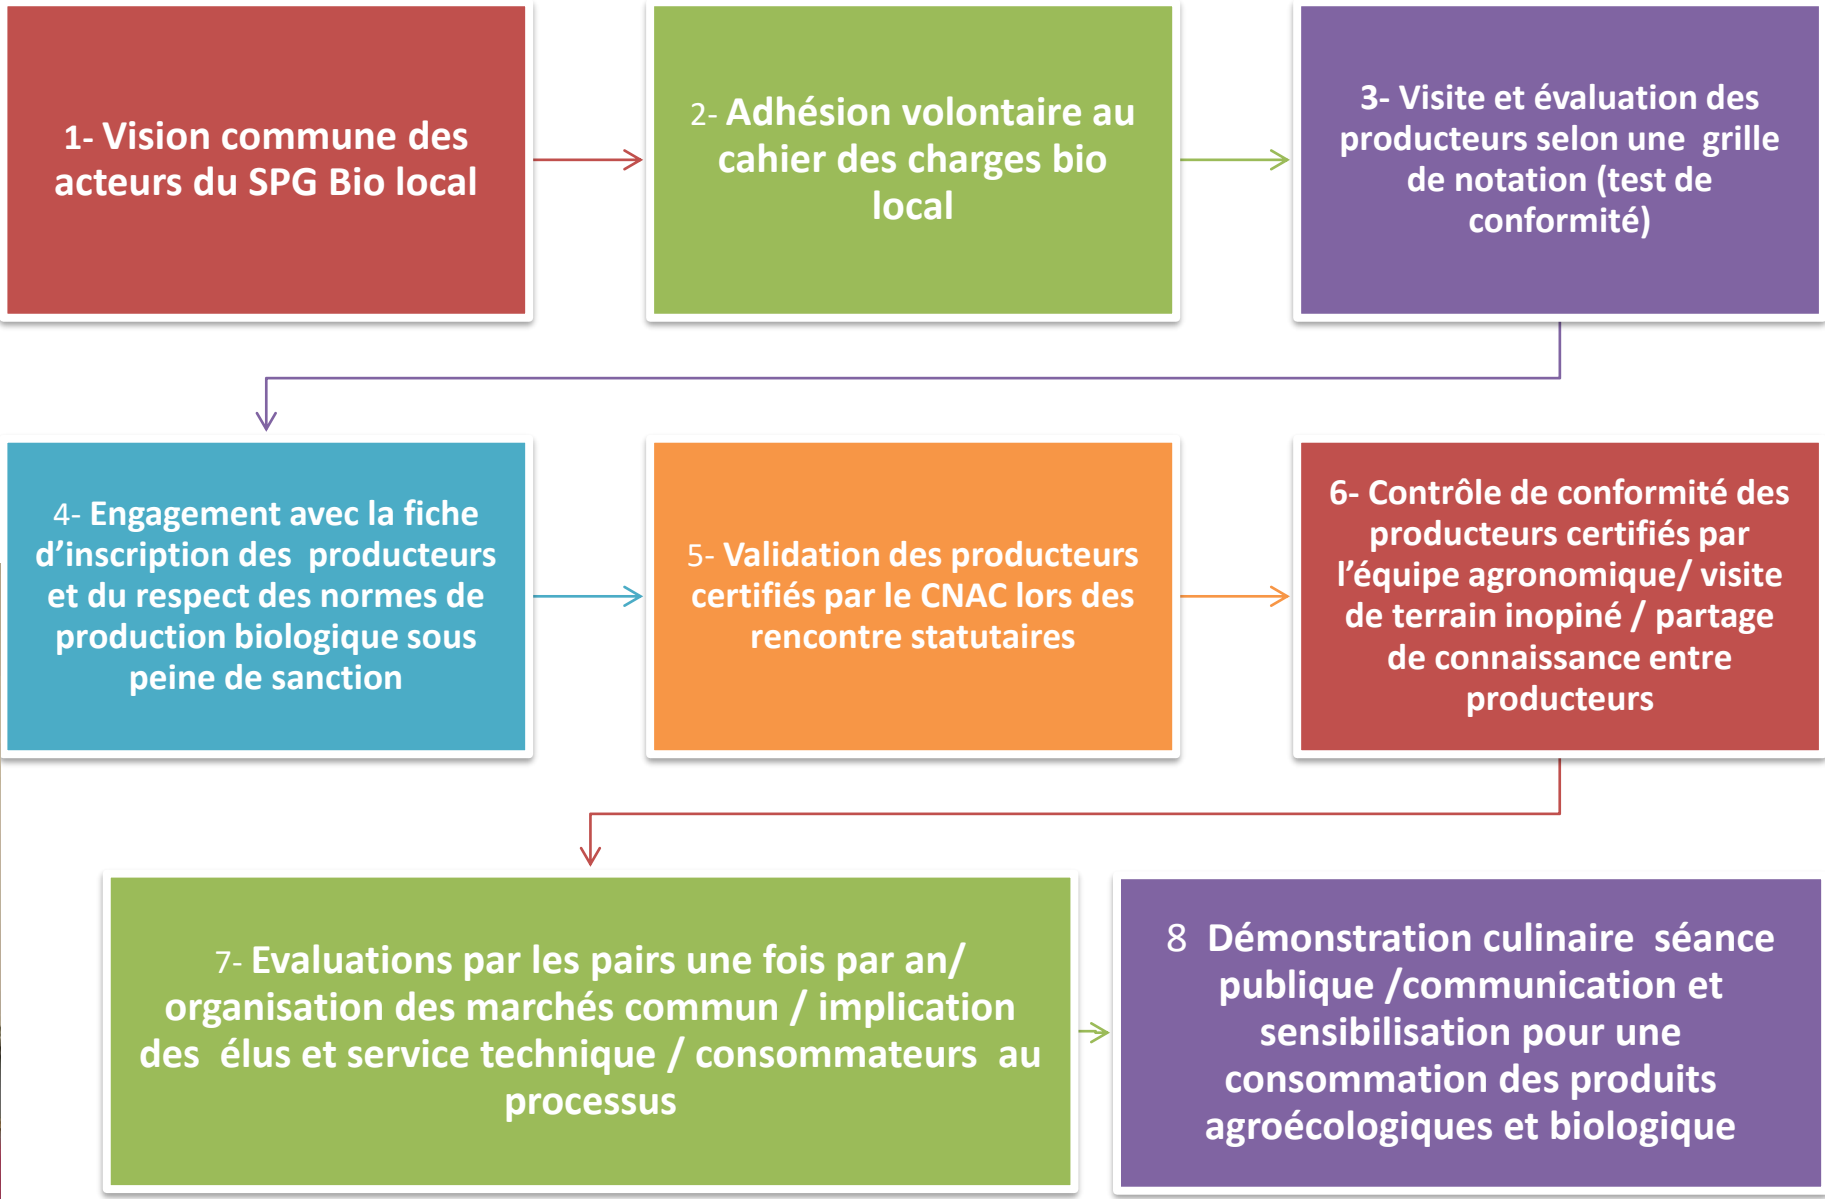 1- Vision commune des
acteurs du SPG Bio local
2- Adhésion volontaire au
cahier des charges bio
local
3- Visite et évaluation des
producteurs selon une grille
de notation (test de
conformité)
4- Engagement avec la fiche
d’inscription des producteurs
et du respect des normes de
production biologique sous
peine de sanction
5- Validation des producteurs
certifiés par le CNAC lors des
rencontre statutaires
6- Contrôle de conformité des
producteurs certifiés par
l’équipe agronomique/ visite
de terrain inopiné / partage
de connaissance entre
producteurs
7- Evaluations par les pairs une fois par an/
organisation des marchés commun / implication
des élus et service technique / consommateurs au
processus
8 Démonstration culinaire séance
publique /communication et
sensibilisation pour une
consommation des produits
agroécologiques et biologique